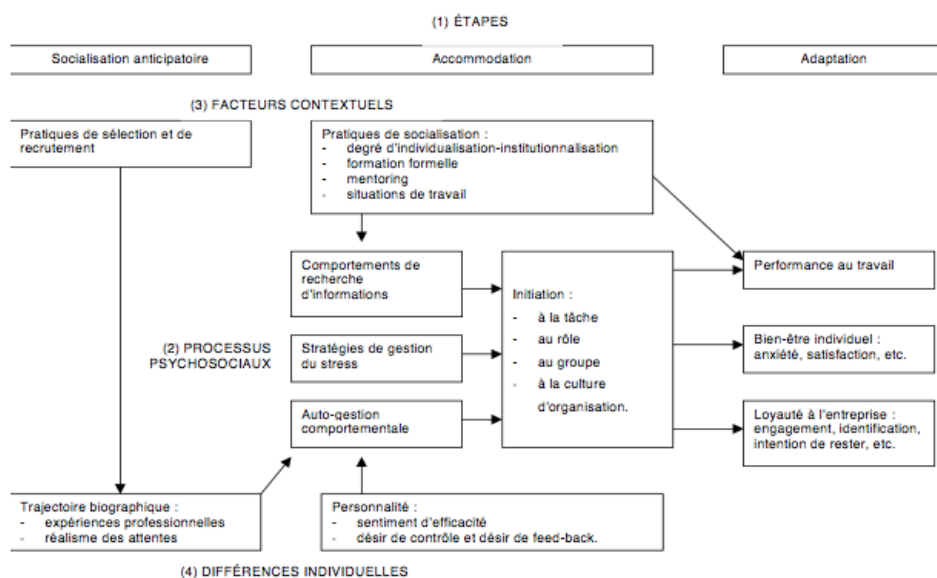 (1) ÉTAPES
Socialisation anticipatoire
Accommodation
Adaptation
(3) FACTEURS CONTEXTUELS
Pratiques de sélection et de
recrutement
Pratiques de socialisation :
- degré d'individualisation-institutionnalisation
- formation formelle
- mentoring
- situations de travail
Comportements de
recherche
d'informations
Initiation :
- à la tâche
- au rôle
- au groupe
- à la culture
d'organisation.
Performance au travail
(2) PROCESSUS
PSYCHOSOCIAUX
Stratégies de gestion
du stress
Bien-être individuel :
anxiété, satisfaction, etc.
Auto-gestion
comportementale
Loyauté à l'entreprise :
engagement, identification,
intention de rester, etc.
Trajectoire biographique :
- expériences professionnelles
- réalisme des attentes
Personnalité :
- sentiment d'efficacité
- désir de contrôle et désir de feed-back.
(4) DIFFÉRENCES INDIVIDUELLES